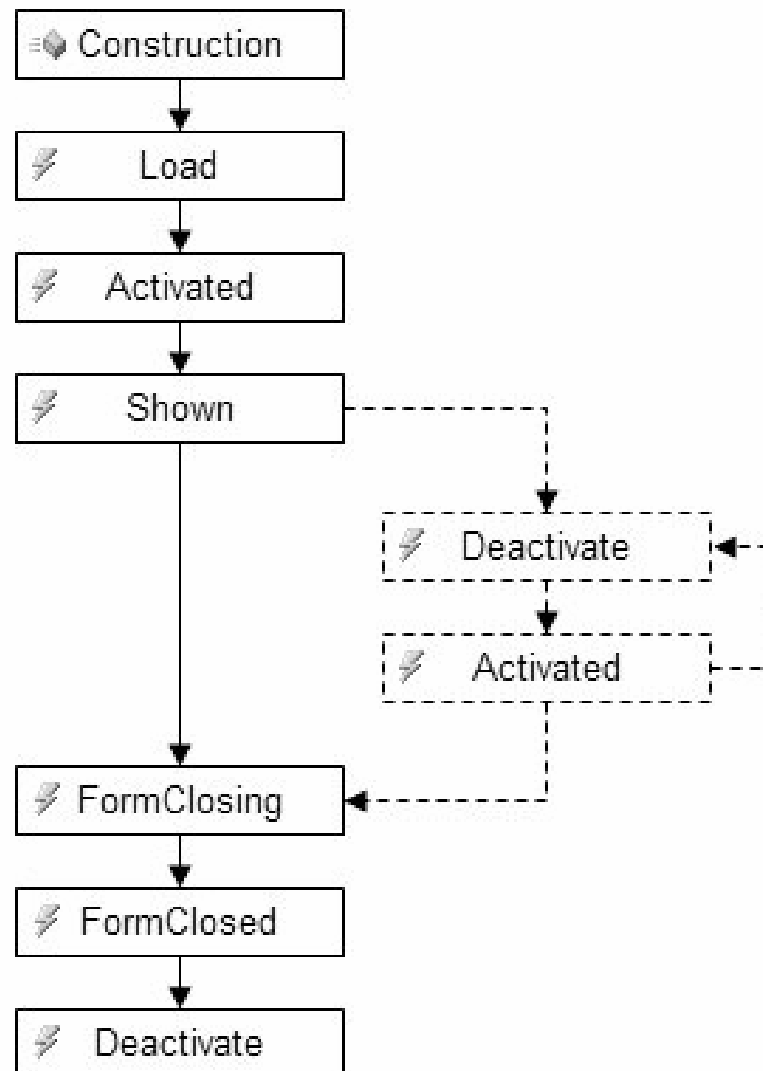 Construction
Load
Activated
Shown
Deactivate
Activated
FormClosing
FormClosed
Deactivate